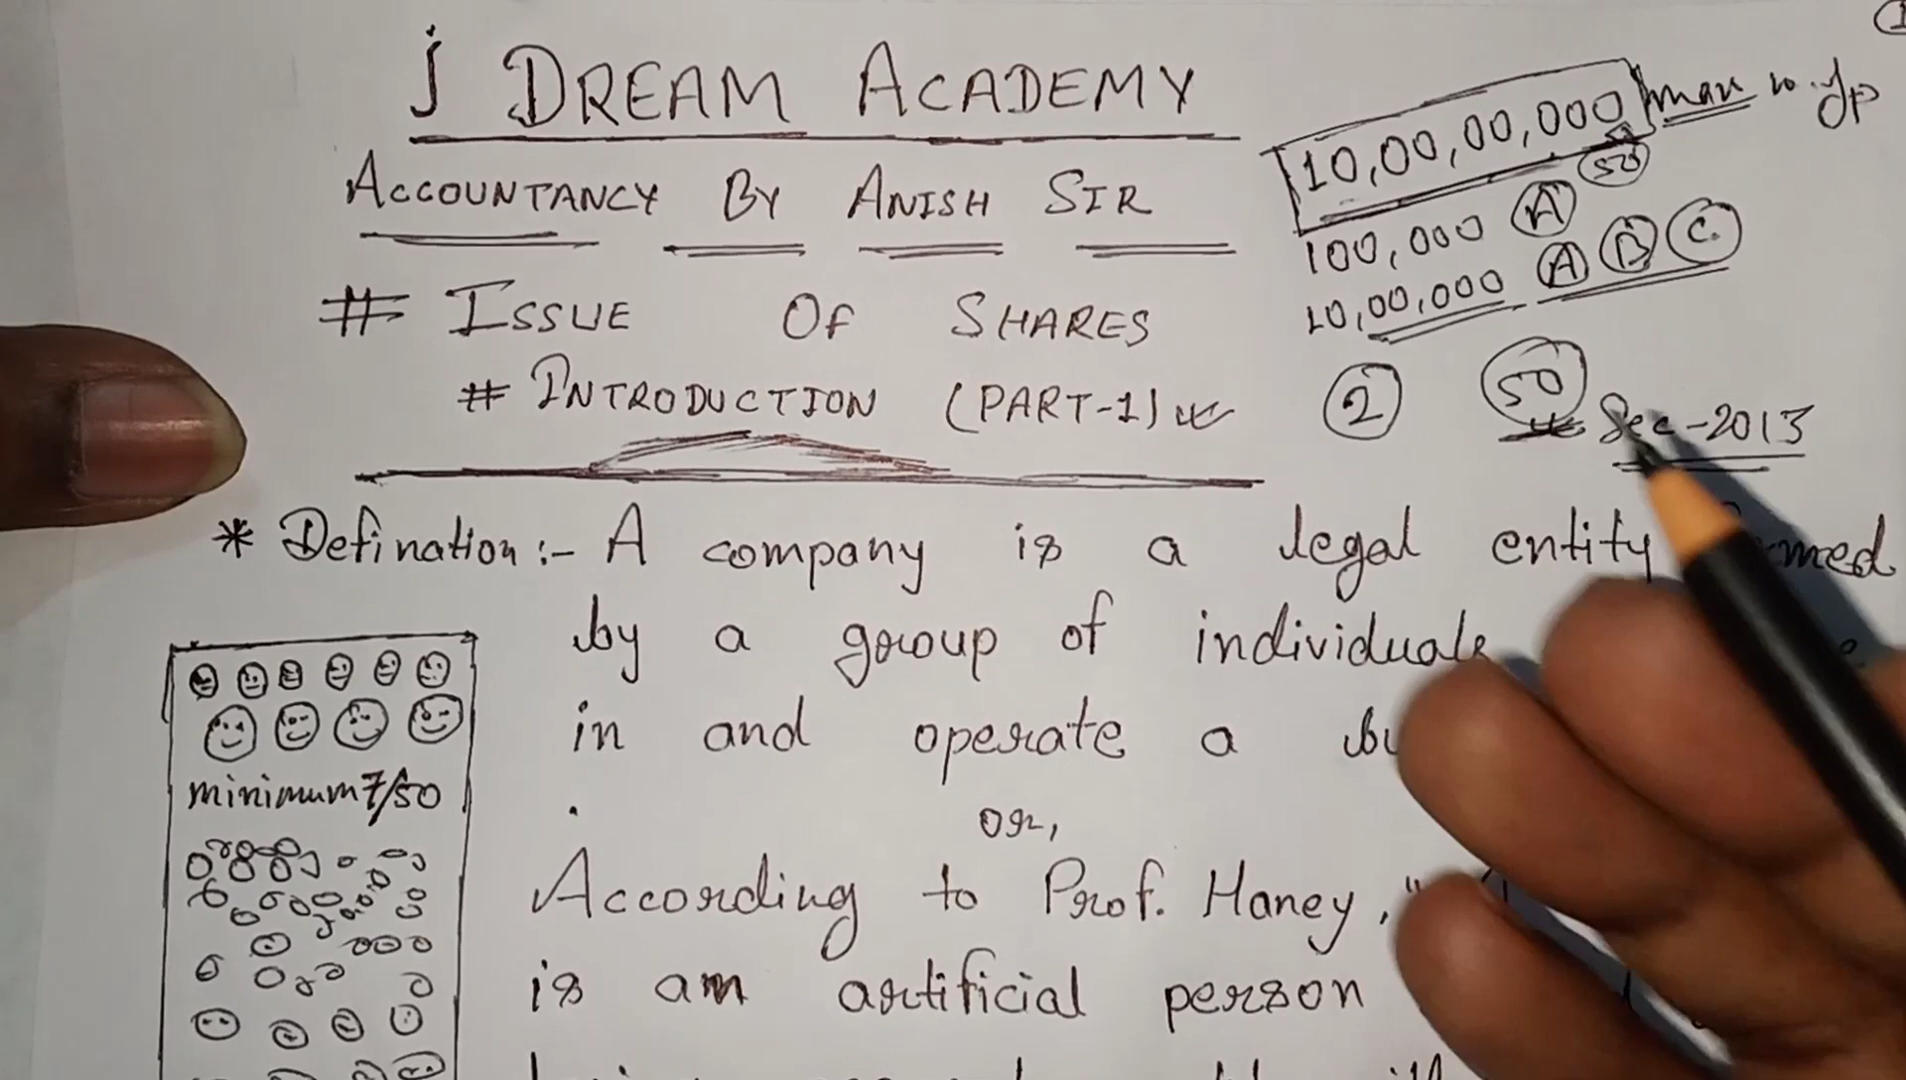 j DREAM ACADEMY
ACCOUNTANCY BY ANISH SIR
# ISSUE OF SHARES
# INTRODUCTION (PART-1)
10,00,00,000
100,000 A
10,00,000 A B C
2
50
Sec-2013
* Defination :- A company is a legal entity
by a group of individuals
in and operate a
or,
According to Prof. Haney, "
is am artificial person
minimum 7/50